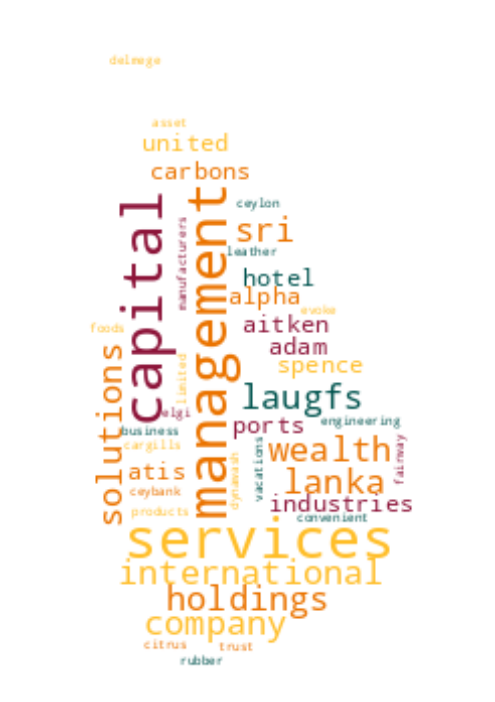 delmege
asset
united
carbons
capital
manufacturers
management
ceylon
sri
leather
hotel
alpha
evoke
aitken
foods
adam
solutions
limited
spence
laugfs
elgi
ports
engineering
business
cargills
wealth
vacations
fairway
atis
dynawash
lanka
ceybank
industries
products
convenient
services
international
holdings
company
citrus
trust
rubber